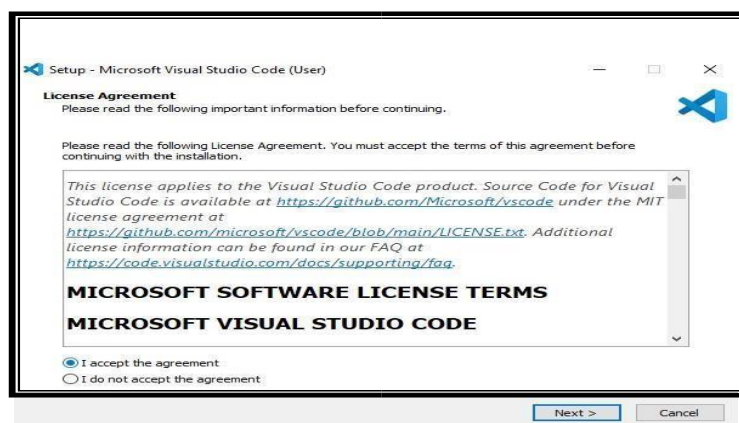 Setup - Microsoft Visual Studio Code (User)
License Agreement
Please read the following important information before continuing.
Please read the following License Agreement. You must accept the terms of this agreement before
continuing with the installation.
This license applies to the Visual Studio Code product. Source Code for Visual
Studio Code is available at https://github.com/Microsoft/vscode under the MIT
license agreement at
https://github.com/microsoft/vscode/blob/main/LICENSE.txt. Additional
license information can be found in our FAQ at
https://code.visualstudio.com/docs/supporting/faq.
MICROSOFT SOFTWARE LICENSE TERMS
MICROSOFT VISUAL STUDIO CODE
I accept the agreement
I do not accept the agreement
Next > Cancel